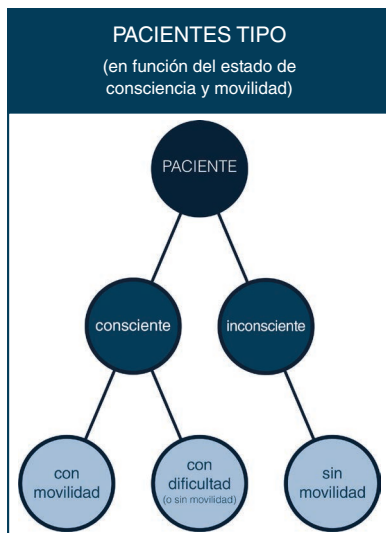 PACIENTES TIPO
(en función del estado de
consciencia y movilidad)
PACIENTE
consciente
inconsciente
con
movilidad
con
dificultad
(o sin movilidad)
sin
movilidad